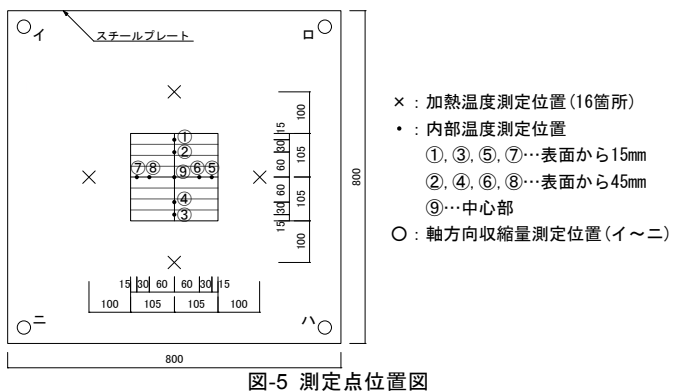 イ
スチールプレート
ロ
①
②
⑦⑧ ⑨ ⑥⑤
④
③
100
15
30
105
60
60
105
30
15
100
800
15 30 60 60 30 15
100 105 105 100
ニ
ハ
800
× : 加熱温度測定位置(16箇所)
・ : 内部温度測定位置
①, ③, ⑤, ⑦…表面から15mm
②, ④, ⑥, ⑧…表面から45mm
⑨…中心部
○ : 軸方向収縮量測定位置(イ～ニ)
図-5 測定点位置図